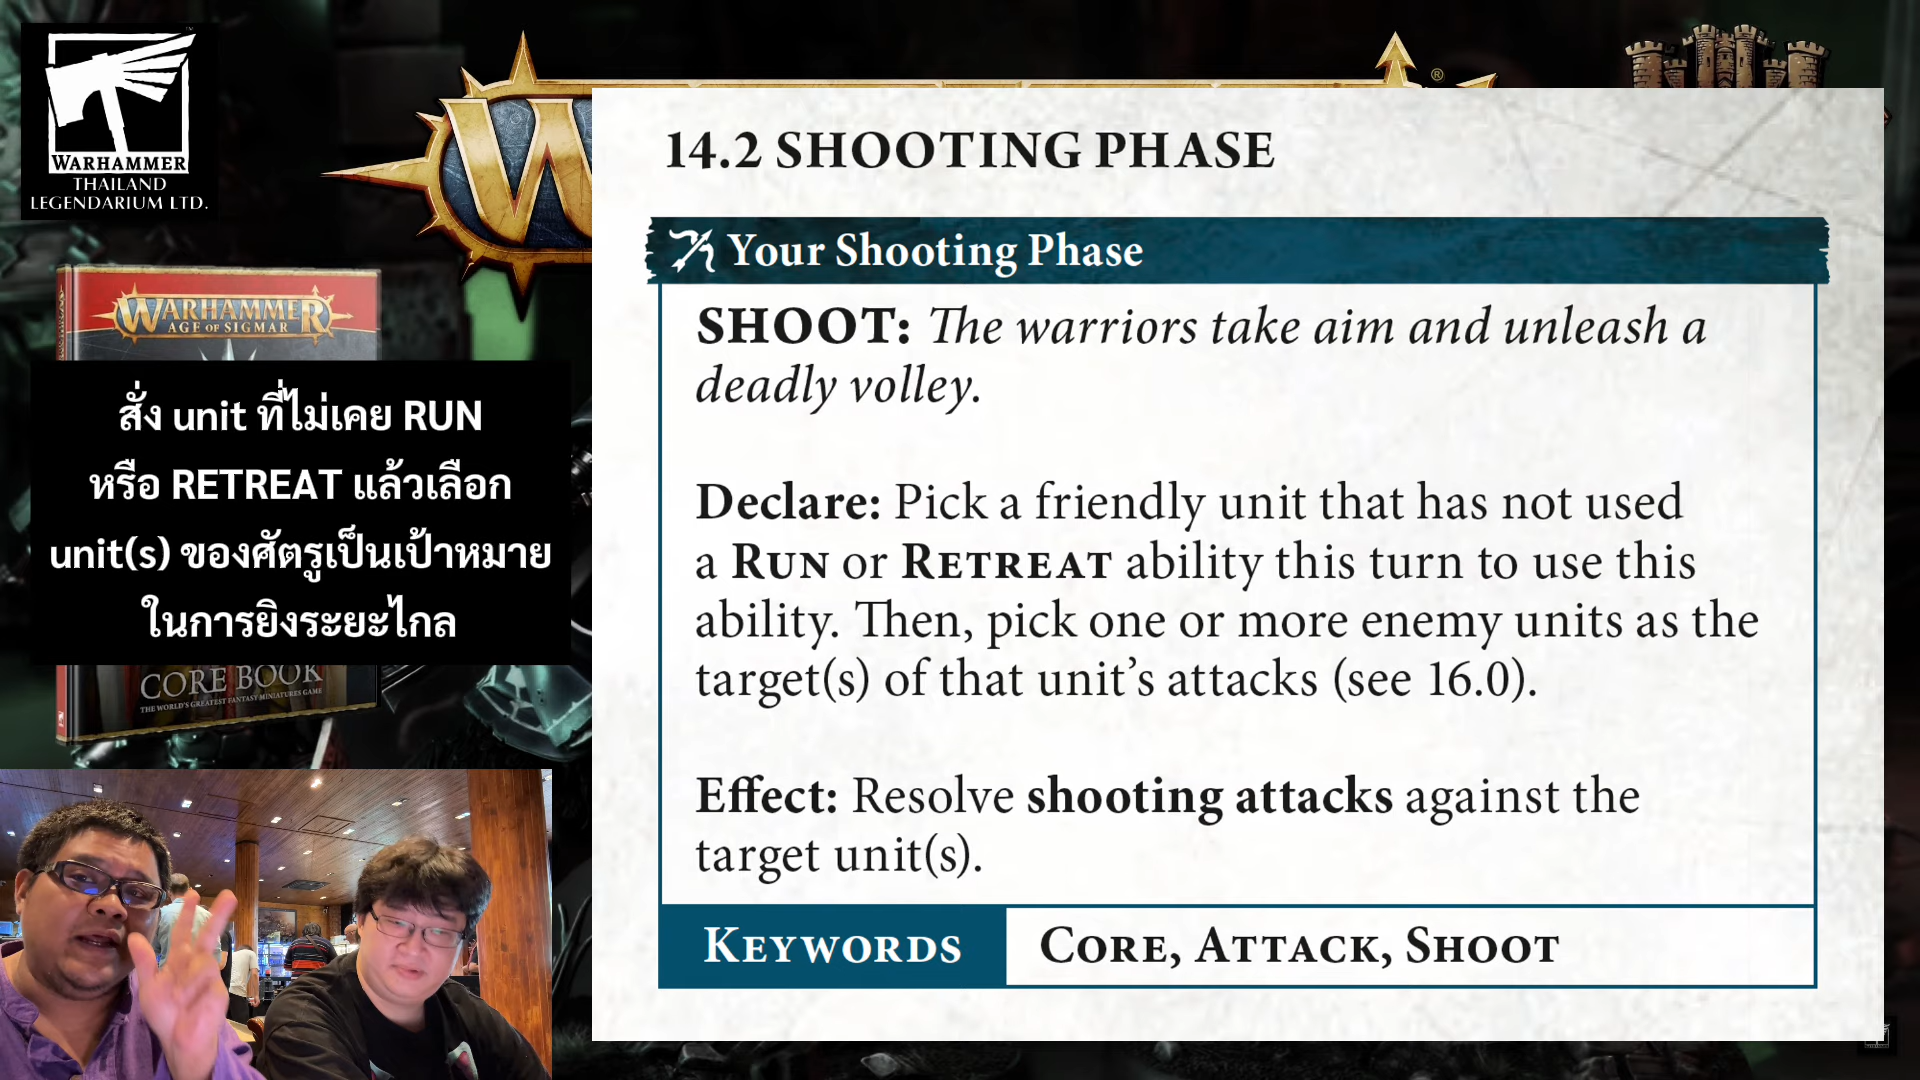 WARHAMMER
THAILAND
LEGENDARIUM LTD.
W
®
WARHAMMER
AGE OF SIGMAR
สั่ง unit ที่ไม่เคย RUN
หรือ RETREAT แล้วเลือก
unit(s) ของศัตรูเป็นเป้าหมาย
ในการยิงระยะไกล
CORE BOOK
THE WORLD'S GREATEST FANTASY MINIATURES GAME
14.2 SHOOTING PHASE
Your Shooting Phase
SHOOT: The warriors take aim and unleash a
deadly volley.
Declare: Pick a friendly unit that has not used
a RUN or RETREAT ability this turn to use this
ability. Then, pick one or more enemy units as the
target(s) of that unit’s attacks (see 16.0).
Effect: Resolve shooting attacks against the
target unit(s).
KEYWORDS CORE, ATTACK, SHOOT